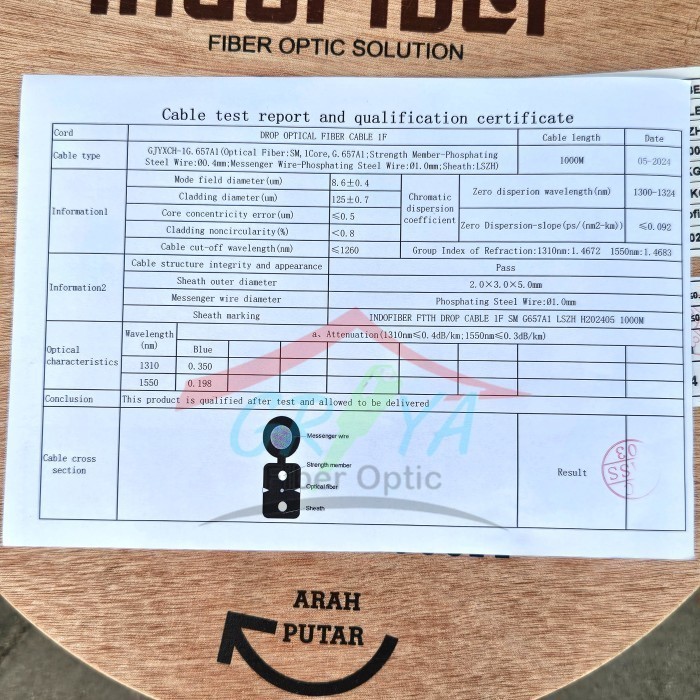 IndoFiber
FIBER OPTIC SOLUTION
Cable test report and qualification certificate
Cord DROP OPTICAL FIBER CABLE 1F Cable length Date
Cable type GJYXCH-1G.657A1(Optical Fiber:SM,1Core,G.657A1;Strength Member-Phosphating
Steel Wire:Ø0.4mm;Messenger Wire-Phosphating Steel Wire:Ø1.0mm;Sheath:LSZH) 1000M 05-2024
Information1
Mode field diameter(um) 8.6±0.4
Cladding diameter(um) 125±0.7
Core concentricity error(um) ≤0.5
Cladding noncircularity(%) <0.8
Cable cut-off wavelength(nm) ≤1260
Chromatic
dispersion
coefficient
Zero disperion wavelength(nm) 1300-1324
Zero Dispersion-slope(ps/(nm2-km)) ≤0.092
Group Index of Refraction:1310nm:1.4672 1550nm:1.4683
Information2
Cable structure integrity and appearance Pass
Sheath outer diameter 2.0×3.0×5.0mm
Messenger wire diameter Phosphating Steel Wire:Ø1.0mm
Sheath marking INDOFIBER FTTH DROP CABLE 1F SM G657A1 LSZH H202405 1000M
Optical
characteristics
Wavelength
(nm)
a、Attenuation(1310nm≤0.4dB/km;1550nm≤0.3dB/km)
Blue
1310 0.350
1550 0.198
Conclusion This product is qualified after test and allowed to be delivered
GRIYA
Fiber Optic
Cable cross
section
Messenger wire
Strength member
Optical fiber
Sheath
Result
ARAH
PUTAR